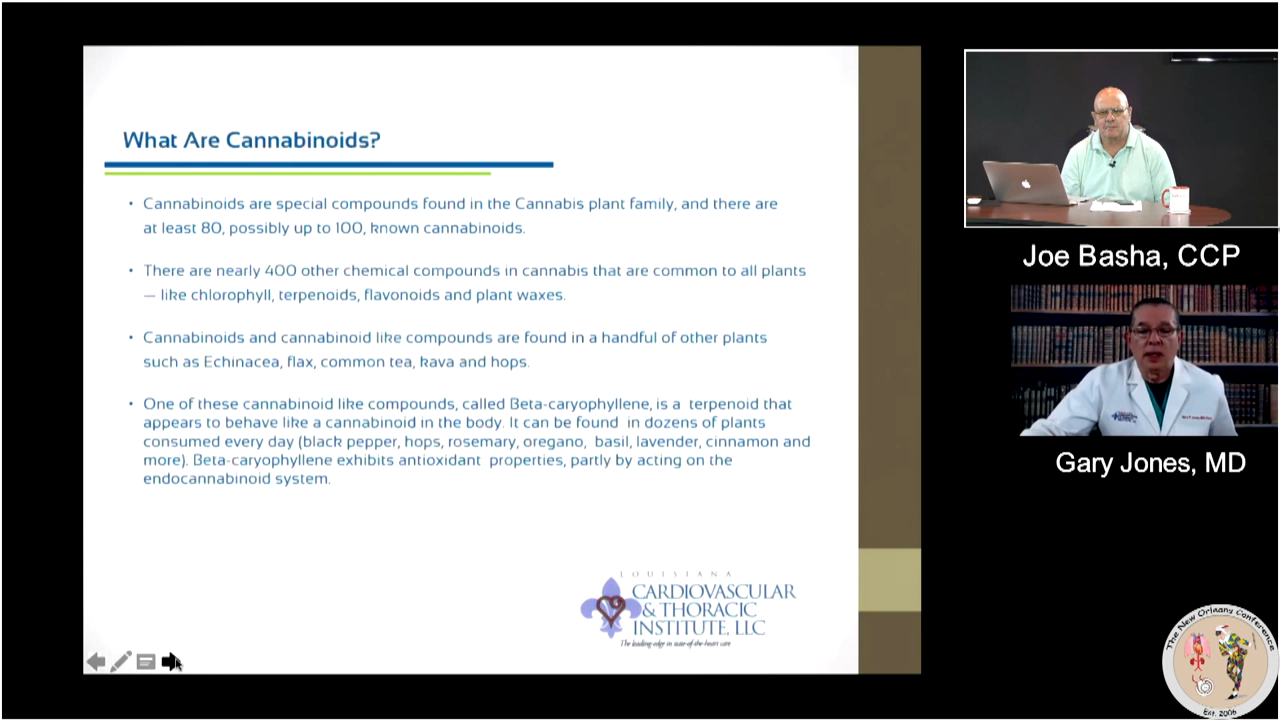 What Are Cannabinoids?
• Cannabinoids are special compounds found in the Cannabis plant family, and there are
at least 80, possibly up to 100, known cannabinoids.
• There are nearly 400 other chemical compounds in cannabis that are common to all plants
— like chlorophyll, terpenoids, flavonoids and plant waxes.
• Cannabinoids and cannabinoid like compounds are found in a handful of other plants
such as Echinacea, flax, common tea, kava and hops.
• One of these cannabinoid like compounds, called Beta-caryophyllene, is a terpenoid that
appears to behave like a cannabinoid in the body. It can be found in dozens of plants
consumed every day (black pepper, hops, rosemary, oregano, basil, lavender, cinnamon and
more). Beta-caryophyllene exhibits antioxidant properties, partly by acting on the
endocannabinoid system.
LOUISIANA
CARDIOVASCULAR
& THORACIC
INSTITUTE, LLC
The leading edge in state-of-the-heart care
Joe Basha, CCP
Gary Jones, MD
The New Orlaany Conference
Est. 2006